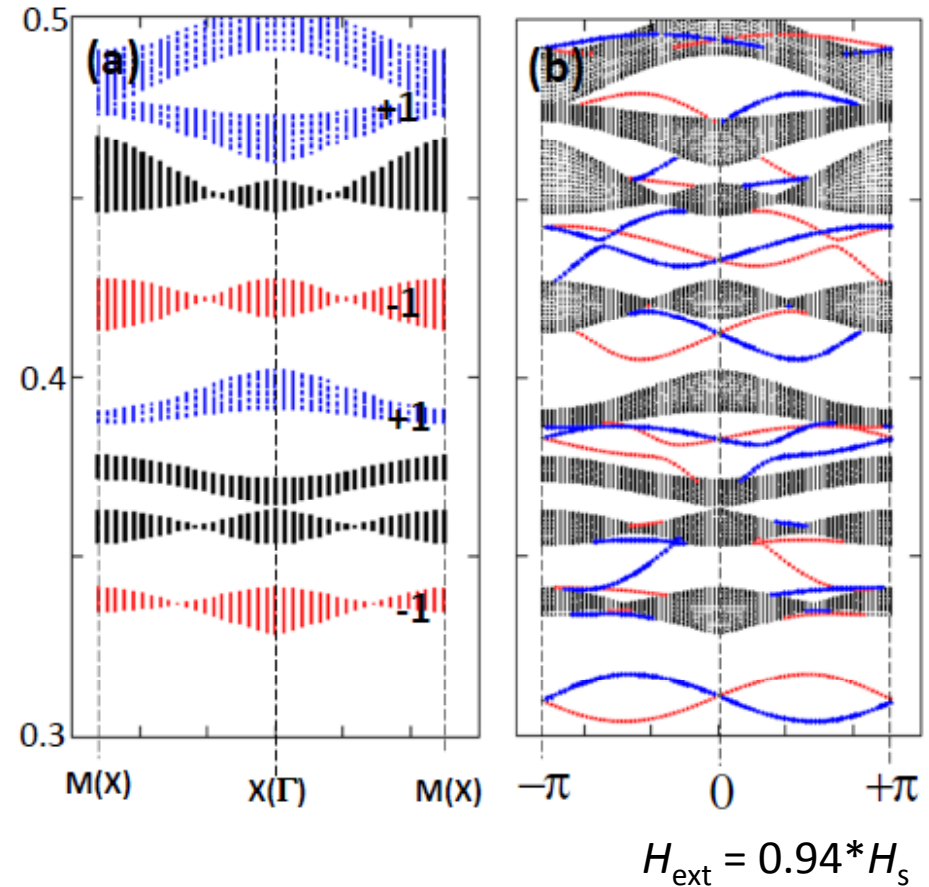 0.5
(a)
(b)
+1
-1
0.4
+1
-1
0.3
M(X)
X(Γ)
M(X)
−π
0
+π
H_ext = 0.94*H_s